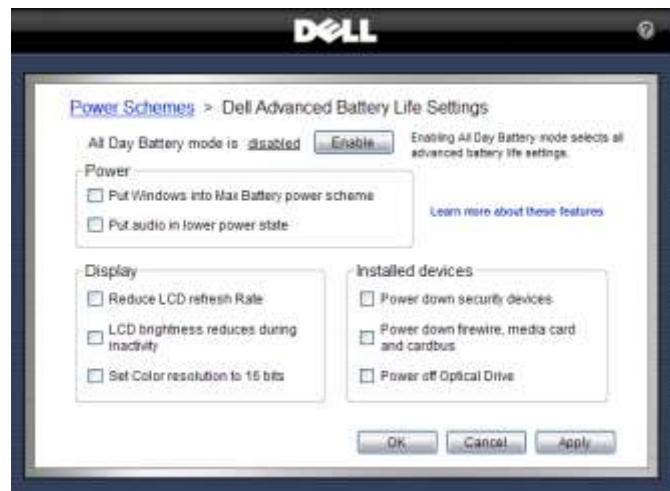 DELL
?
Power Schemes > Dell Advanced Battery Life Settings
All Day Battery mode is disabled Enable
Enabling All Day Battery mode selects all
advanced battery life settings.
Power
Put Windows into Max Battery power scheme
Put audio in lower power state
Learn more about these features
Display
Reduce LCD refresh Rate
LCD brightness reduces during
inactivity
Set Color resolution to 16 bits
Installed devices
Power down security devices
Power down firewire, media card
and cardbus
Power off Optical Drive
OK Cancel Apply